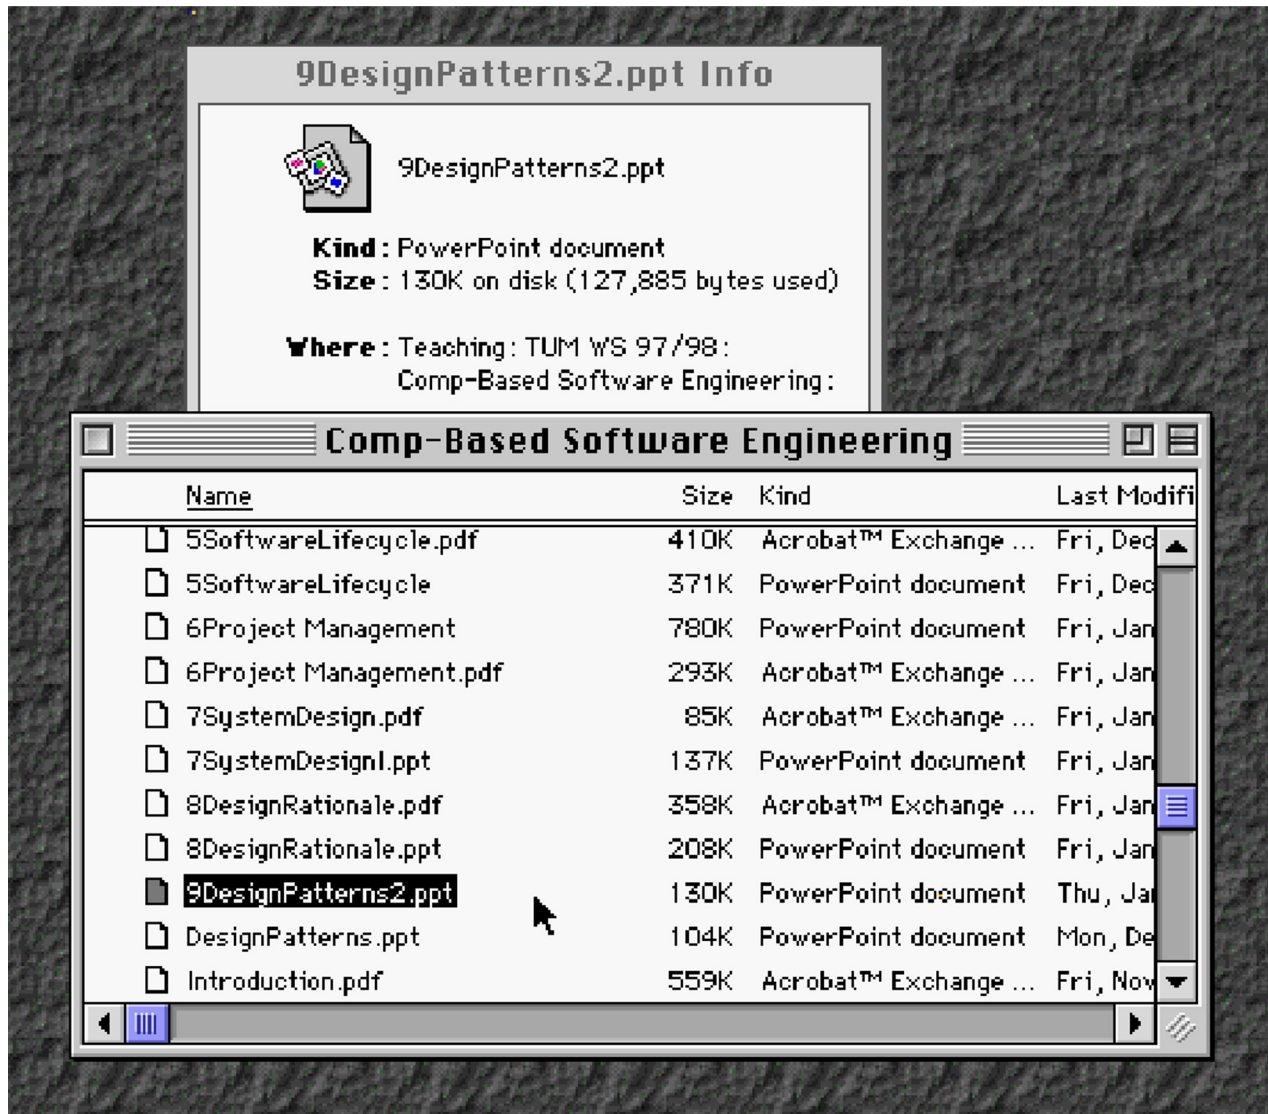 9DesignPatterns2.ppt Info
9DesignPatterns2.ppt
Kind: PowerPoint document
Size: 130K on disk (127,885 bytes used)
Where: Teaching: TUM WS 97/98:
Comp-Based Software Engineering:
Comp-Based Software Engineering
Name Size Kind Last Modifi
5SoftwareLifecycle.pdf 410K Acrobat™ Exchange ... Fri, Dec
5SoftwareLifecycle 371K PowerPoint document Fri, Dec
6Project Management 780K PowerPoint document Fri, Jan
6Project Management.pdf 293K Acrobat™ Exchange ... Fri, Jan
7SystemDesign.pdf 85K Acrobat™ Exchange ... Fri, Jan
7SystemDesignI.ppt 137K PowerPoint document Fri, Jan
8DesignRationale.pdf 358K Acrobat™ Exchange ... Fri, Jan
8DesignRationale.ppt 208K PowerPoint document Fri, Jan
9DesignPatterns2.ppt 130K PowerPoint document Thu, Jan
DesignPatterns.ppt 104K PowerPoint document Mon, De
Introduction.pdf 559K Acrobat™ Exchange ... Fri, Nov